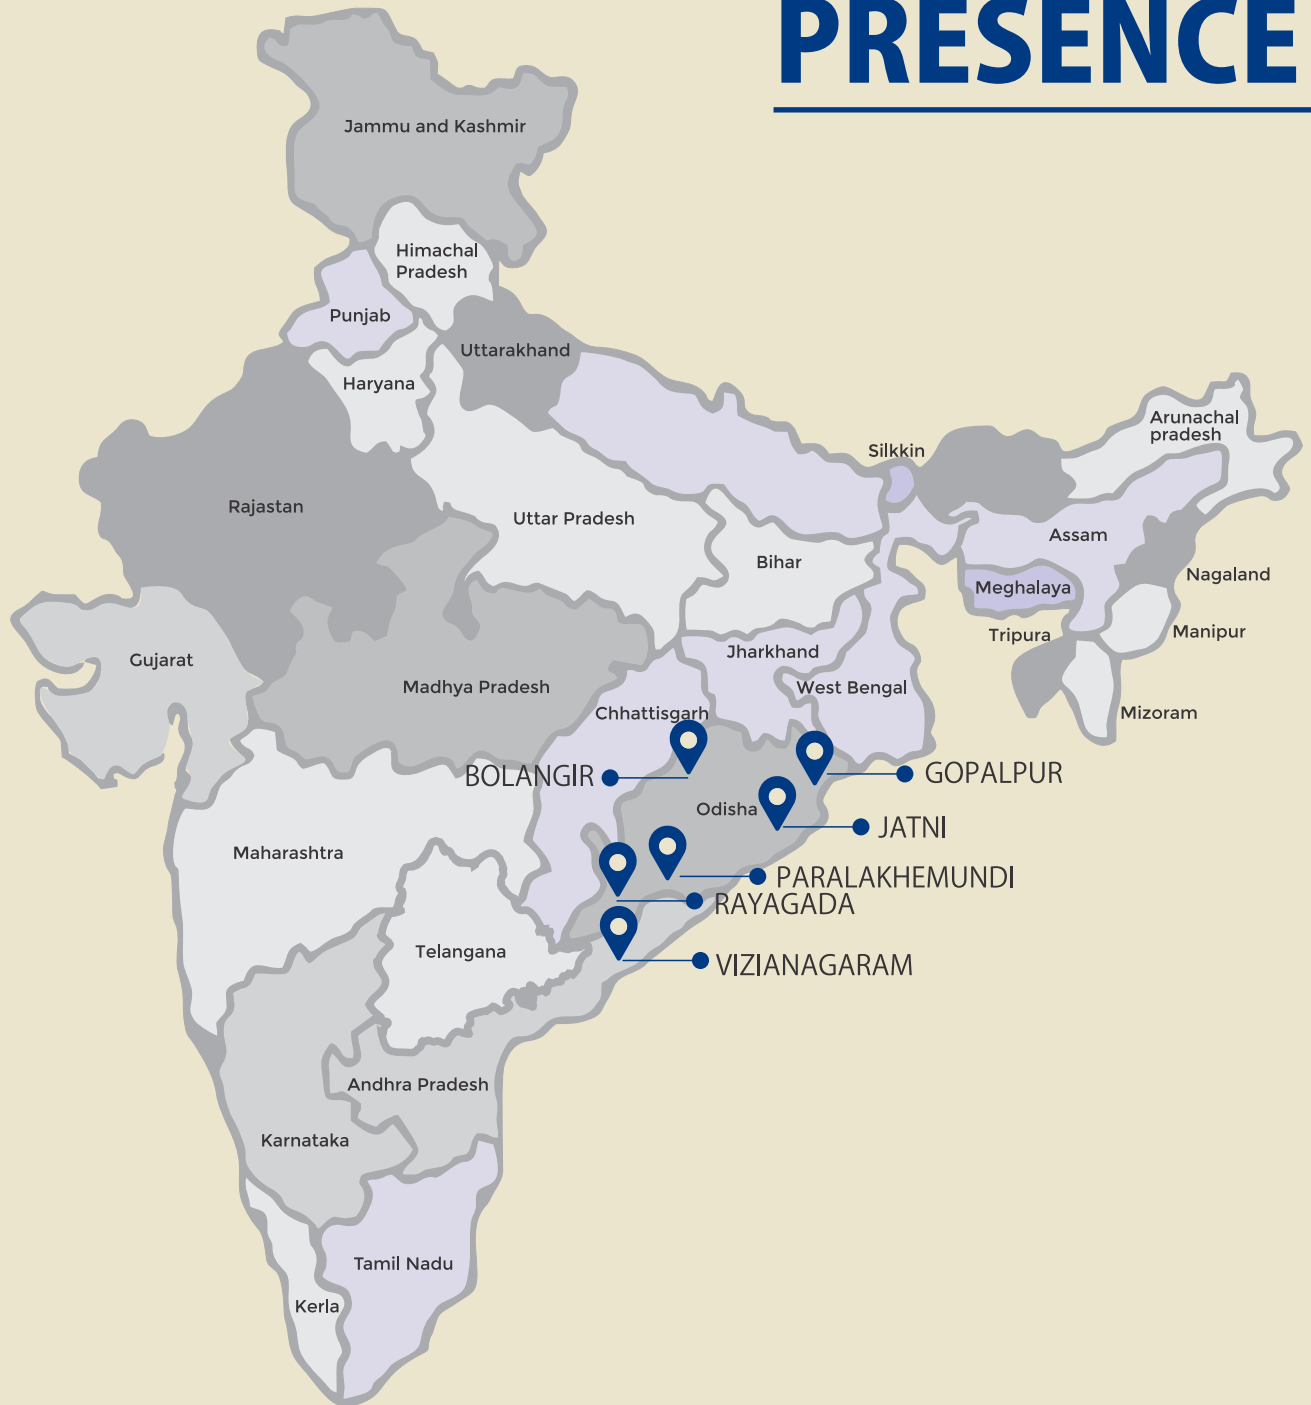 PRESENCE
Jammu and Kashmir
Himachal
Pradesh
Punjab
Uttarakhand
Haryana
Arunachal
pradesh
Silkkin
Rajastan
Uttar Pradesh
Assam
Bihar
Nagaland
Meghalaya
Manipur
Tripura
Jharkhand
Gujarat
Madhya Pradesh
West Bengal
Chhattisgarh
Mizoram
BOLANGIR
GOPALPUR
Odisha
JATNI
Maharashtra
PARALAKHEMUNDI
RAYAGADA
Telangana
VIZIANAGARAM
Andhra Pradesh
Karnataka
Tamil Nadu
Kerla